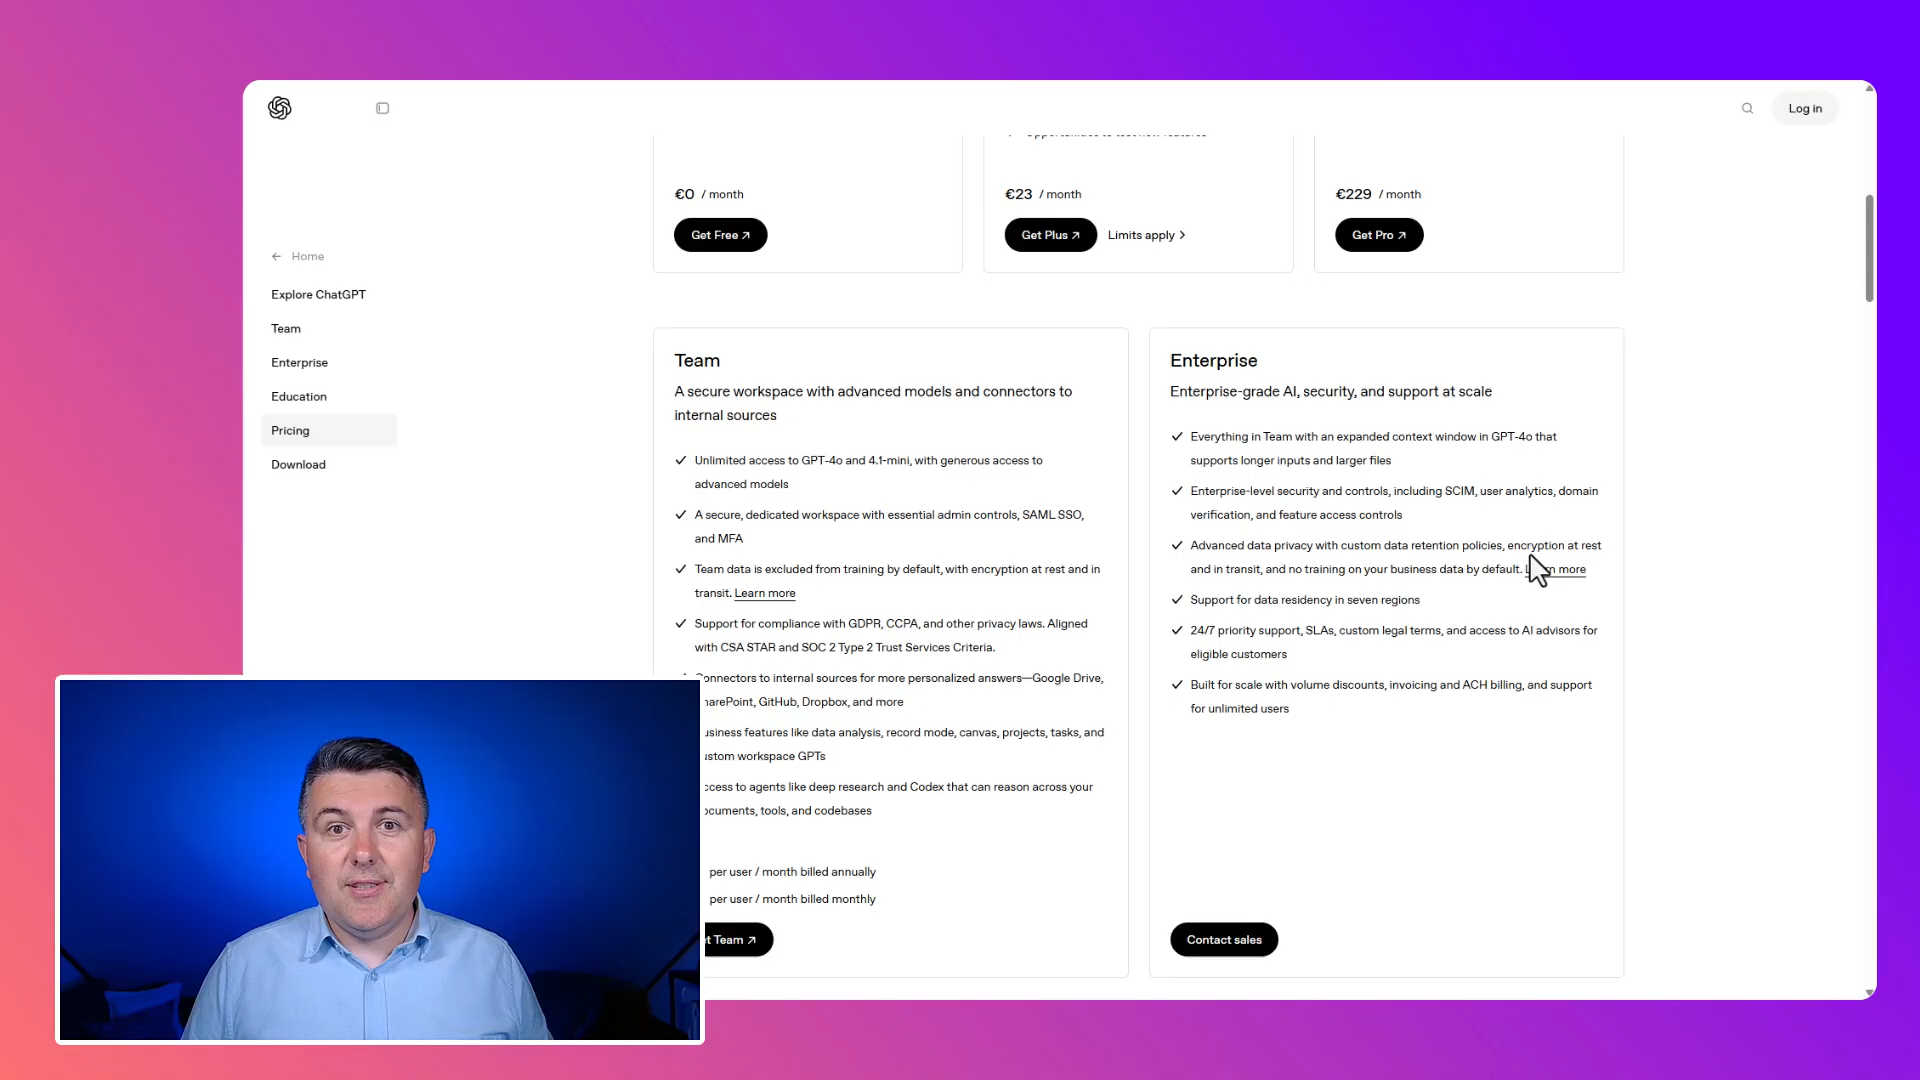 Log in
€0 / month
€23 / month
€229 / month
Get Free ↗
Get Plus ↗
Limits apply >
Get Pro ↗
← Home
Explore ChatGPT
Team
Enterprise
Education
Pricing
Download
Team
A secure workspace with advanced models and connectors to
internal sources
Unlimited access to GPT-4o and 4.1-mini, with generous access to
advanced models
A secure, dedicated workspace with essential admin controls, SAML SSO,
and MFA
Team data is excluded from training by default, with encryption at rest and in
transit. Learn more
Support for compliance with GDPR, CCPA, and other privacy laws. Aligned
with CSA STAR and SOC 2 Type 2 Trust Services Criteria.
onnectors to internal sources for more personalized answers—Google Drive,
harePoint, GitHub, Dropbox, and more
usiness features like data analysis, record mode, canvas, projects, tasks, and
ustom workspace GPTs
ccess to agents like deep research and Codex that can reason across your
ocuments, tools, and codebases
per user / month billed annually
per user / month billed monthly
t Team ↗
Enterprise
Enterprise-grade AI, security, and support at scale
Everything in Team with an expanded context window in GPT-4o that
supports longer inputs and larger files
Enterprise-level security and controls, including SCIM, user analytics, domain
verification, and feature access controls
Advanced data privacy with custom data retention policies, encryption at rest
and in transit, and no training on your business data by default. more
Support for data residency in seven regions
24/7 priority support, SLAs, custom legal terms, and access to AI advisors for
eligible customers
Built for scale with volume discounts, invoicing and ACH billing, and support
for unlimited users
Contact sales